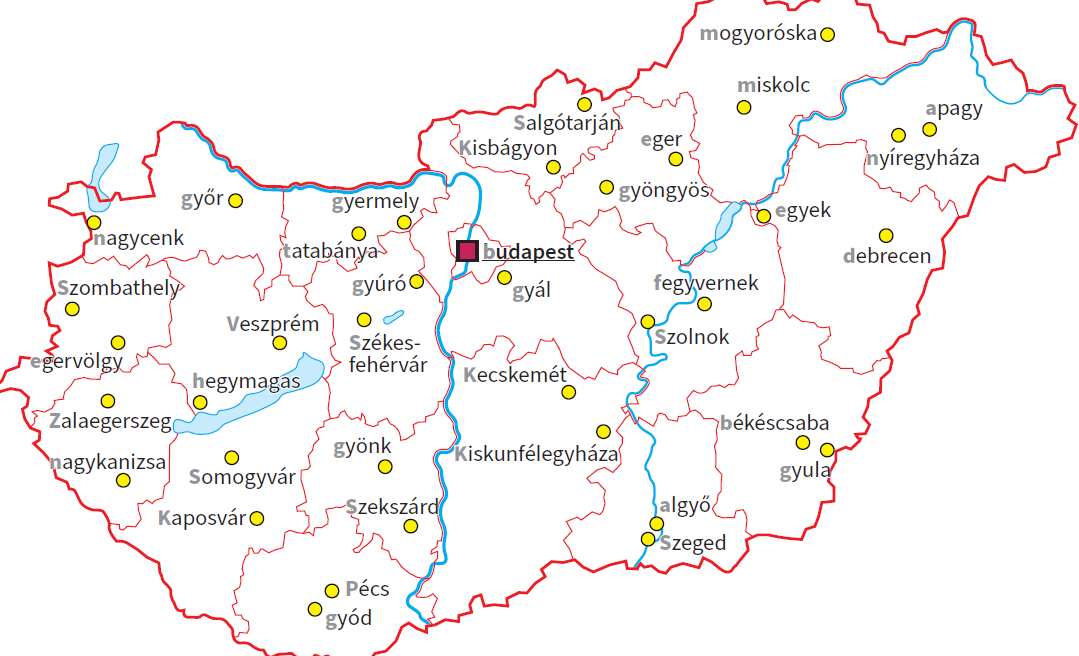 mogyoróska
miskolc
apagy
Salgótarján
eger
Kisbágyon
nyíregyháza
gyöngyös
győr
gyermely
egyek
nagycenk
tatabánya
budapest
debrecen
gyúró
gyál
fegyvernek
Szombathely
Veszprém
Székes-
fehérvár
Szolnok
egervölgy
hegymagas
Kecskemét
Zalaegerszeg
békéscsaba
gyönk
Kiskunfélegyháza
nagykanizsa
gyula
Somogyvár
Szekszárd
algyő
Kaposvár
Szeged
Pécs
gyód